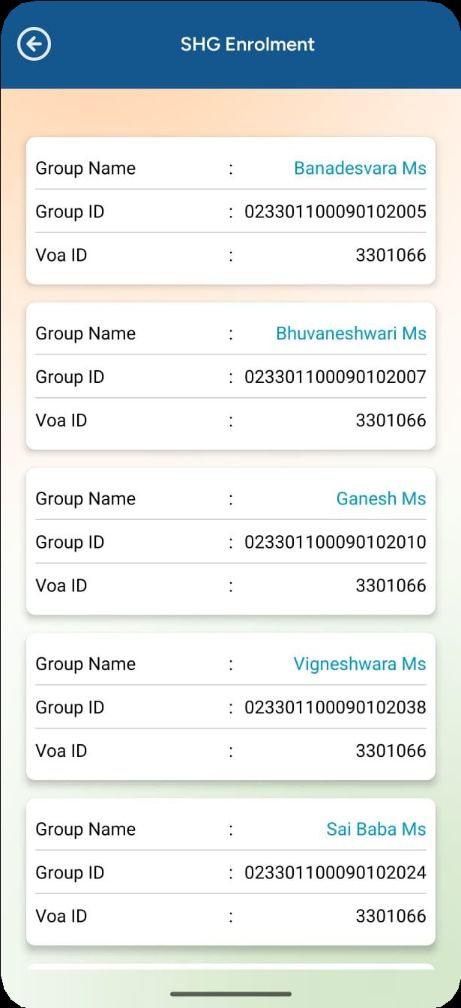 SHG Enrolment
Group Name : Banadesvara Ms
Group ID : 023301100090102005
Voa ID : 3301066
Group Name : Bhuvaneshwari Ms
Group ID : 023301100090102007
Voa ID : 3301066
Group Name : Ganesh Ms
Group ID : 023301100090102010
Voa ID : 3301066
Group Name : Vigneshwara Ms
Group ID : 023301100090102038
Voa ID : 3301066
Group Name : Sai Baba Ms
Group ID : 023301100090102024
Voa ID : 3301066